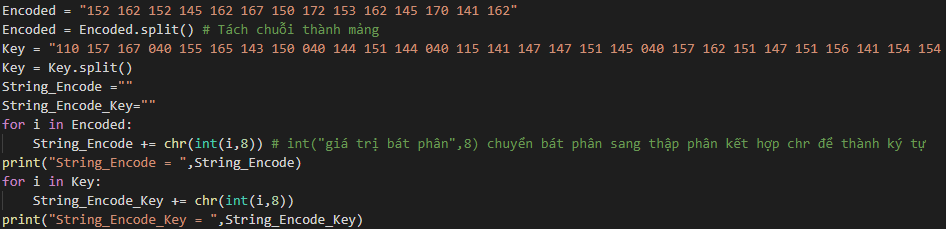 Encoded = "152 162 152 145 162 167 150 172 153 162 145 170 141 162"
Encoded = Encoded.split() # Tách chuỗi thành mảng
Key = "110 157 167 040 155 165 143 150 040 144 151 144 040 115 141 147 147 151 145 040 157 162 151 147 151 156 141 154 154
Key = Key.split()
String_Encode =""
String_Encode_Key=""
for i in Encoded:
    String_Encode += chr(int(i,8)) # int("giá trị bát phân",8) chuyển bát phân sang thập phân kết hợp chr để thành ký tự
print("String_Encode = ",String_Encode)
for i in Key:
    String_Encode_Key += chr(int(i,8))
print("String_Encode_Key = ",String_Encode_Key)